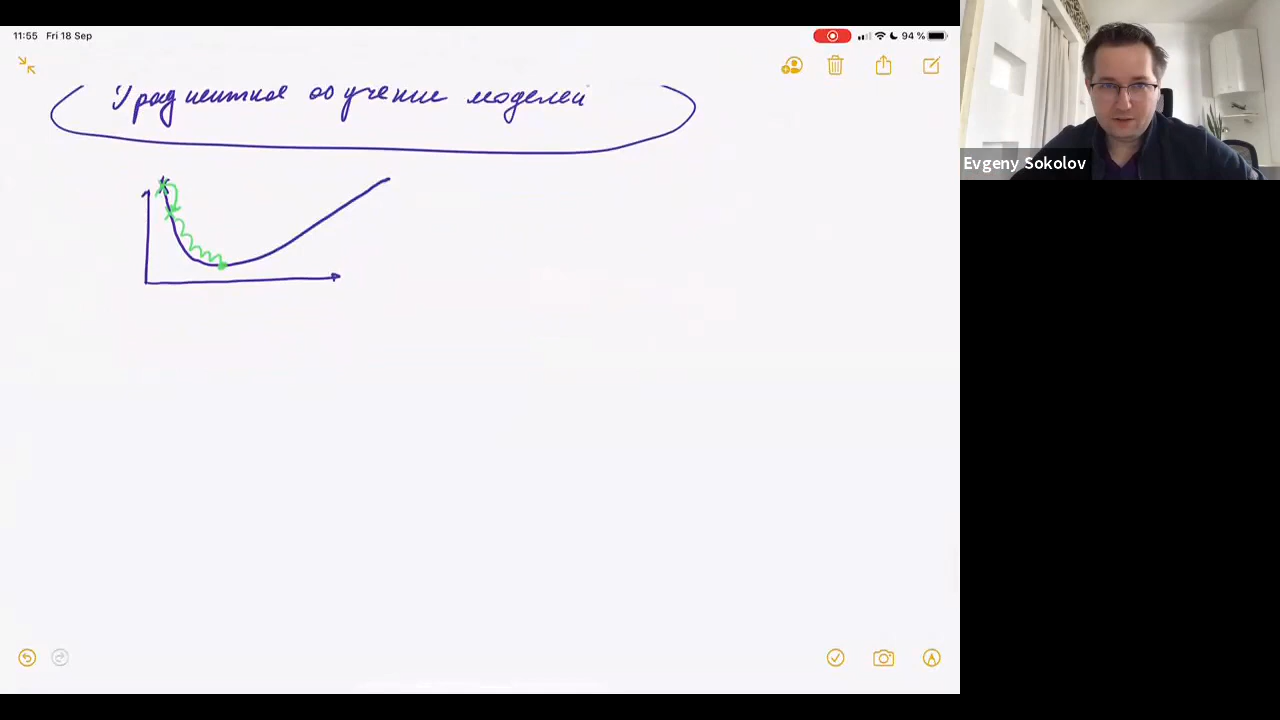 11:55 Fri 18 Sep 94 %
Градиентное обучение моделей
Evgeny Sokolov